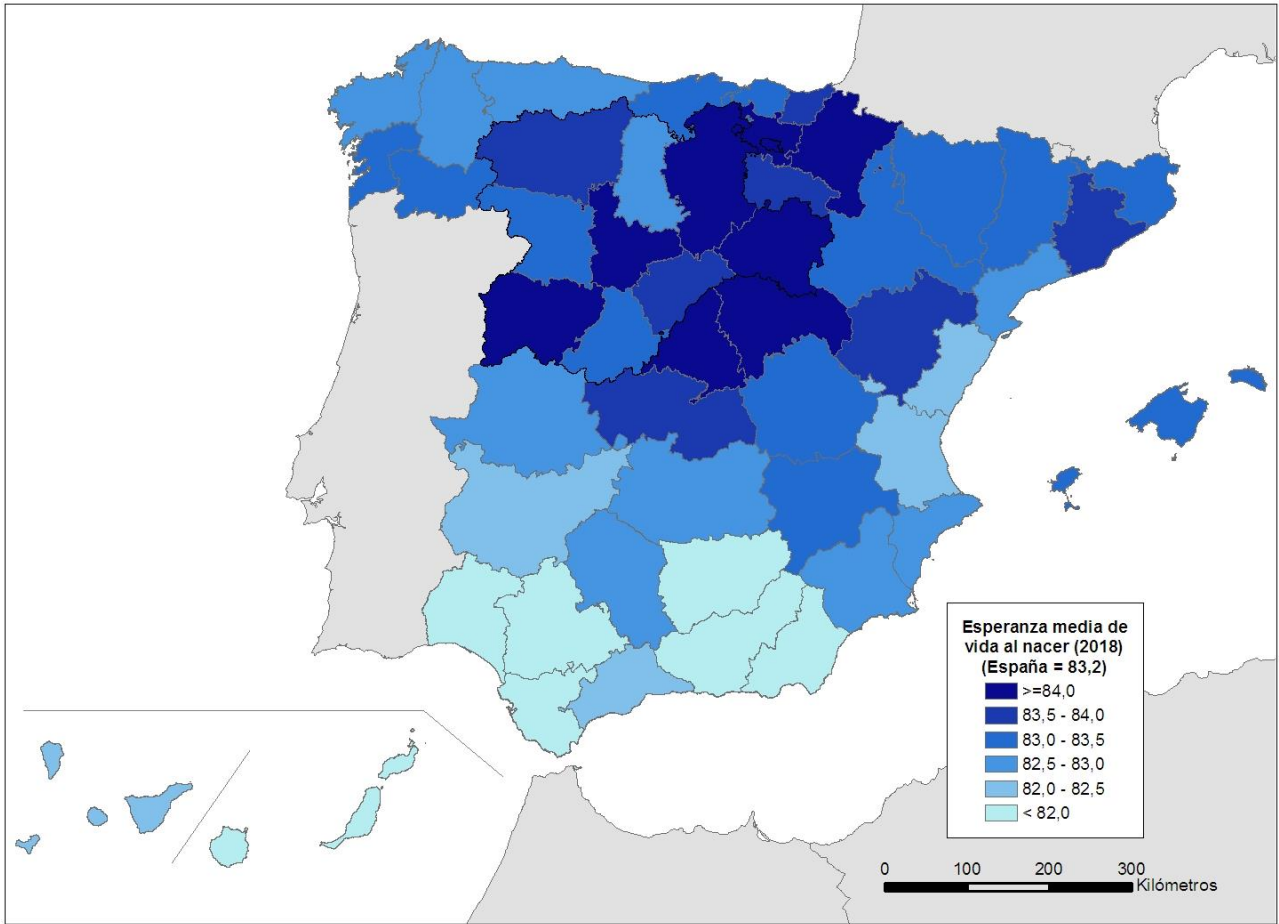 Esperanza media de
vida al nacer (2018)
(España = 83,2)
>=84,0
83,5 - 84,0
83,0 - 83,5
82,5 - 83,0
82,0 - 82,5
< 82,0
0 100 200 300
Kilómetros